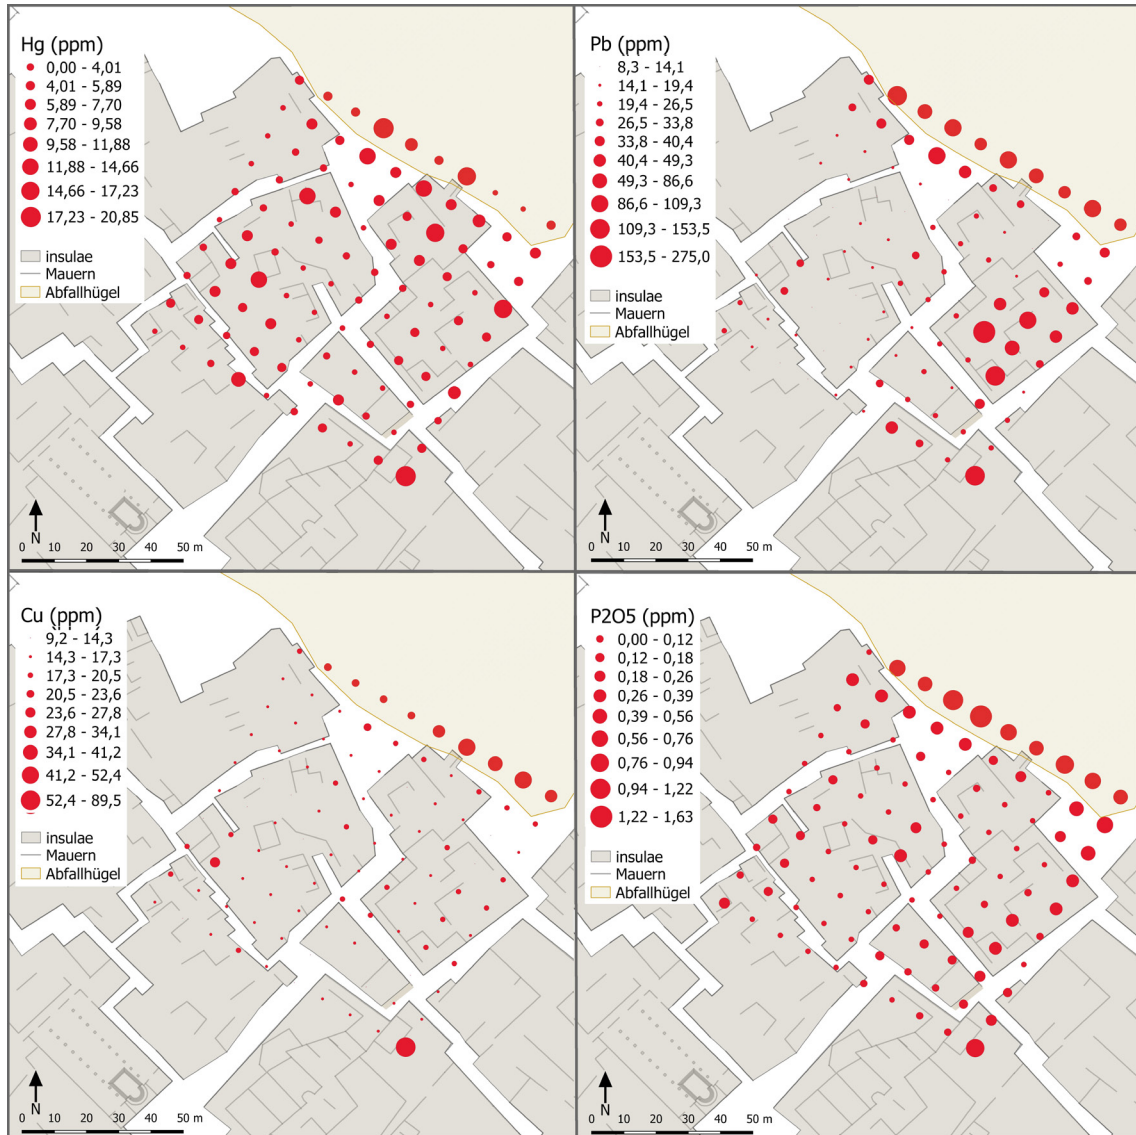 Hg (ppm)
0,00 - 4,01
4,01 - 5,89
5,89 - 7,70
7,70 - 9,58
9,58 - 11,88
11,88 - 14,66
14,66 - 17,23
17,23 - 20,85
insulae
Mauern
Abfallhügel
N
0 10 20 30 40 50 m
Pb (ppm)
8,3 - 14,1
14,1 - 19,4
19,4 - 26,5
26,5 - 33,8
33,8 - 40,4
40,4 - 49,3
49,3 - 86,6
86,6 - 109,3
109,3 - 153,5
153,5 - 275,0
insulae
Mauern
Abfallhügel
N
0 10 20 30 40 50 m
Cu (ppm)
9,2 - 14,3
14,3 - 17,3
17,3 - 20,5
20,5 - 23,6
23,6 - 27,8
27,8 - 34,1
34,1 - 41,2
41,2 - 52,4
52,4 - 89,5
insulae
Mauern
Abfallhügel
N
0 10 20 30 40 50 m
P2O5 (ppm)
0,00 - 0,12
0,12 - 0,18
0,18 - 0,26
0,26 - 0,39
0,39 - 0,56
0,56 - 0,76
0,76 - 0,94
0,94 - 1,22
1,22 - 1,63
insulae
Mauern
Abfallhügel
N
0 10 20 30 40 50 m